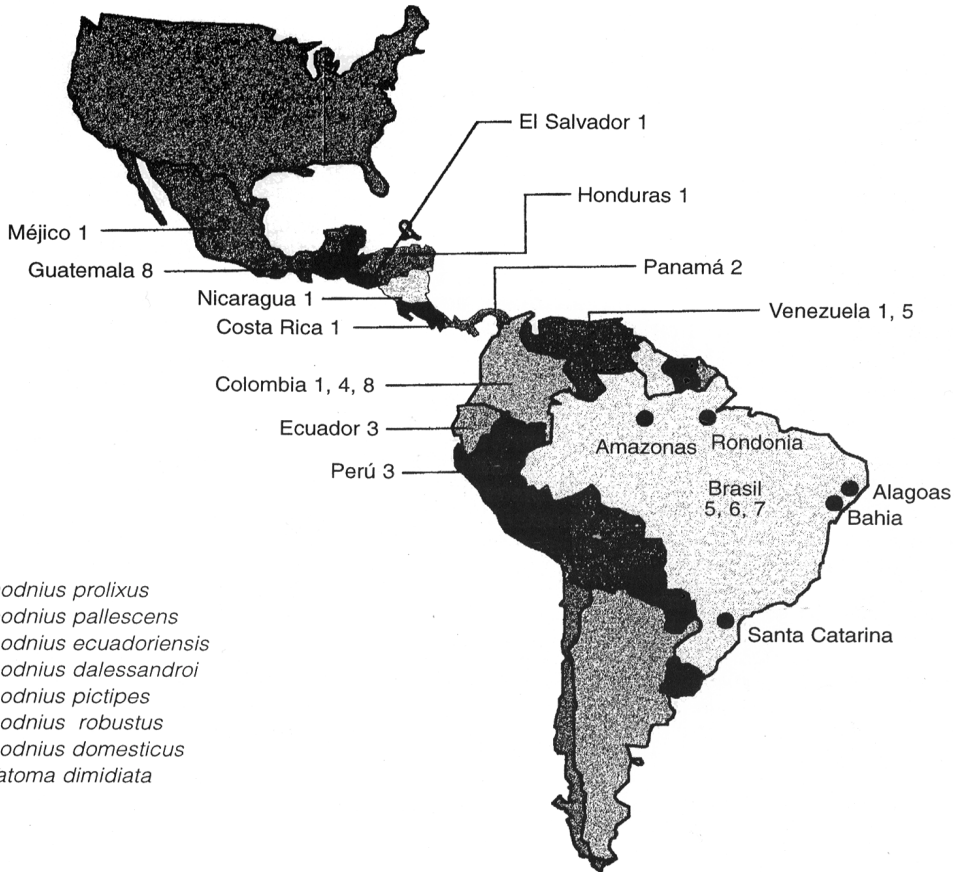 El Salvador 1
Honduras 1
Méjico 1
Guatemala 8
Panamá 2
Nicaragua 1
Venezuela 1, 5
Costa Rica 1
Colombia 1, 4, 8
Ecuador 3
Amazonas
Rondonia
Perú 3
Brasil
5, 6, 7
Alagoas
Bahia
Santa Catarina
odnius prolixus
odnius pallescens
odnius ecuadoriensis
odnius dalessandroi
odnius pictipes
odnius robustus
odnius domesticus
atoma dimidiata